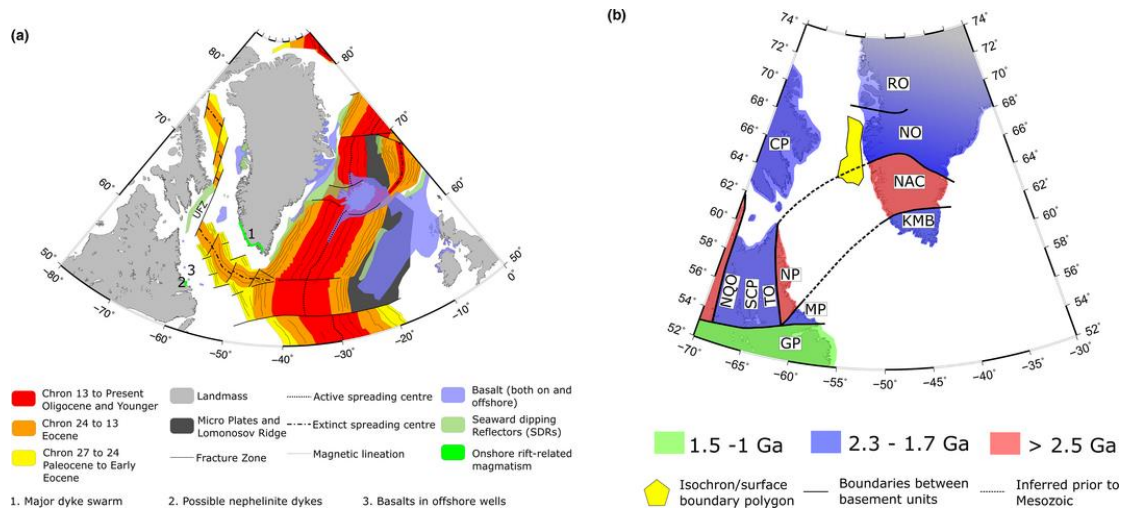 (a)
80°
80°
70°
70°
60°
60°
50°
50°
−80°
−70°
−60°
−50°
−40°
−30°
−20°
−10°
0°
UFZ
1
2
3
Chron 13 to Present
Oligocene and Younger
Chron 24 to 13
Eocene
Chron 27 to 24
Paleocene to Early
Eocene
Landmass
Micro Plates and
Lomonosov Ridge
Fracture Zone
Active spreading centre
Extinct spreading centre
Magnetic lineation
Basalt (both on and
offshore)
Seaward dipping
Reflectors (SDRs)
Onshore rift-related
magmatism
1. Major dyke swarm
2. Possible nephelinite dykes
3. Basalts in offshore wells
(b)
74°
74°
72°
72°
70°
70°
68°
68°
66°
66°
64°
64°
62°
62°
60°
60°
58°
58°
56°
56°
54°
54°
52°
52°
−70°
−65°
−60°
−55°
−50°
−45°
−40°
−35°
−30°
RO
NO
CP
NAC
KMB
NQO
SCP
TO
NP
MP
GP
1.5 -1 Ga
2.3 - 1.7 Ga
> 2.5 Ga
Isochron/surface
boundary polygon
Boundaries between
basement units
Inferred prior to
Mesozoic